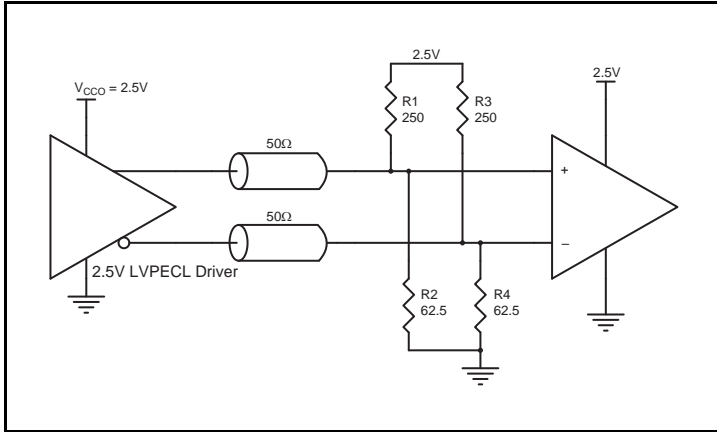 2.5V
V_CCO = 2.5V
2.5V
R1
250
R3
250
50Ω
+
50Ω
−
2.5V LVPECL Driver
R2
62.5
R4
62.5